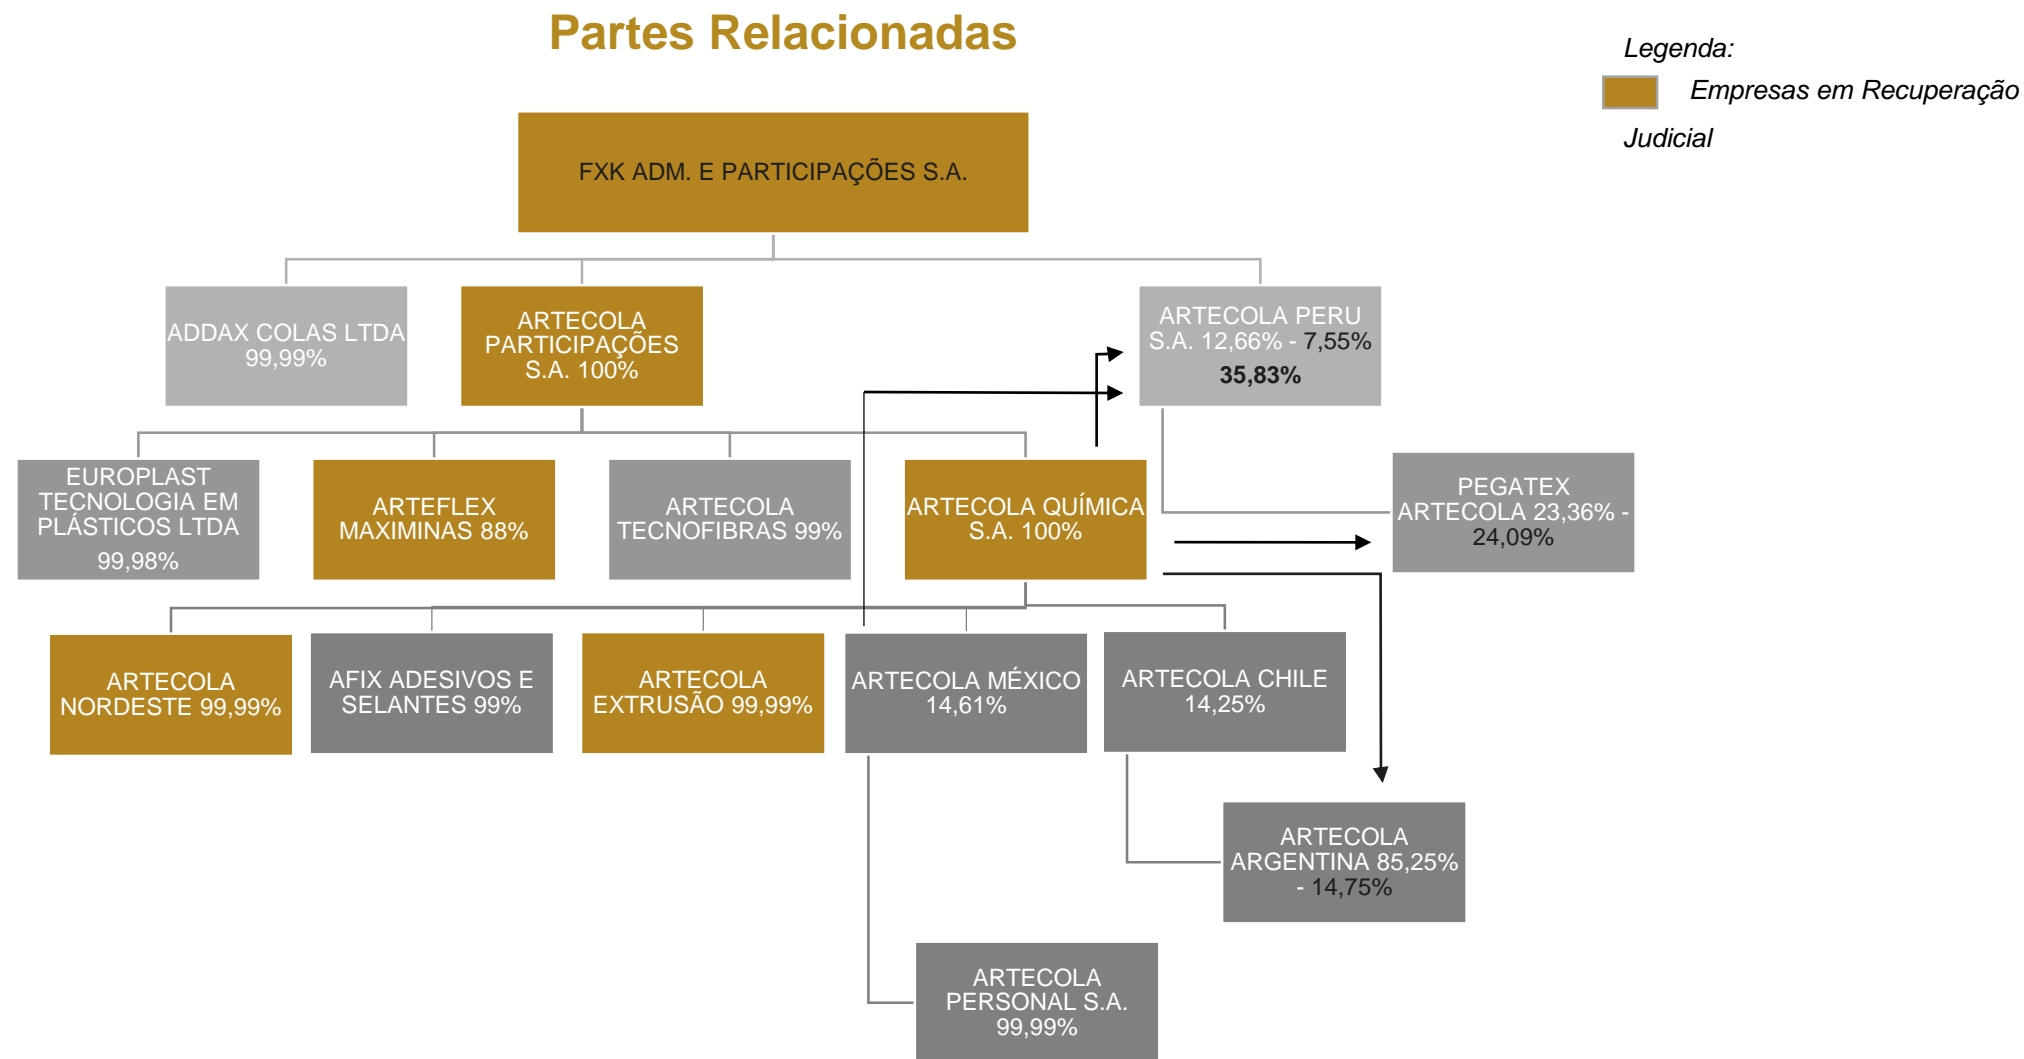 Partes Relacionadas
Legenda:
Empresas em Recuperação
Judicial
FXK ADM. E PARTICIPAÇÕES S.A.
ADDAX COLAS LTDA
99,99%
ARTECOLA
PARTICIPAÇÕES
S.A. 100%
ARTECOLA PERU
S.A. 12,66% - 7,55%
35,83%
EUROPLAST
TECNOLOGIA EM
PLÁSTICOS LTDA
99,98%
ARTEFLEX
MAXIMINAS 88%
ARTECOLA
TECNOFIBRAS 99%
ARTECOLA QUÍMICA
S.A. 100%
PEGATEX
ARTECOLA 23,36% -
24,09%
ARTECOLA
NORDESTE 99,99%
AFIX ADESIVOS E
SELANTES 99%
ARTECOLA
EXTRUSÃO 99,99%
ARTECOLA MÉXICO
14,61%
ARTECOLA CHILE
14,25%
ARTECOLA
ARGENTINA 85,25%
- 14,75%
ARTECOLA
PERSONAL S.A.
99,99%